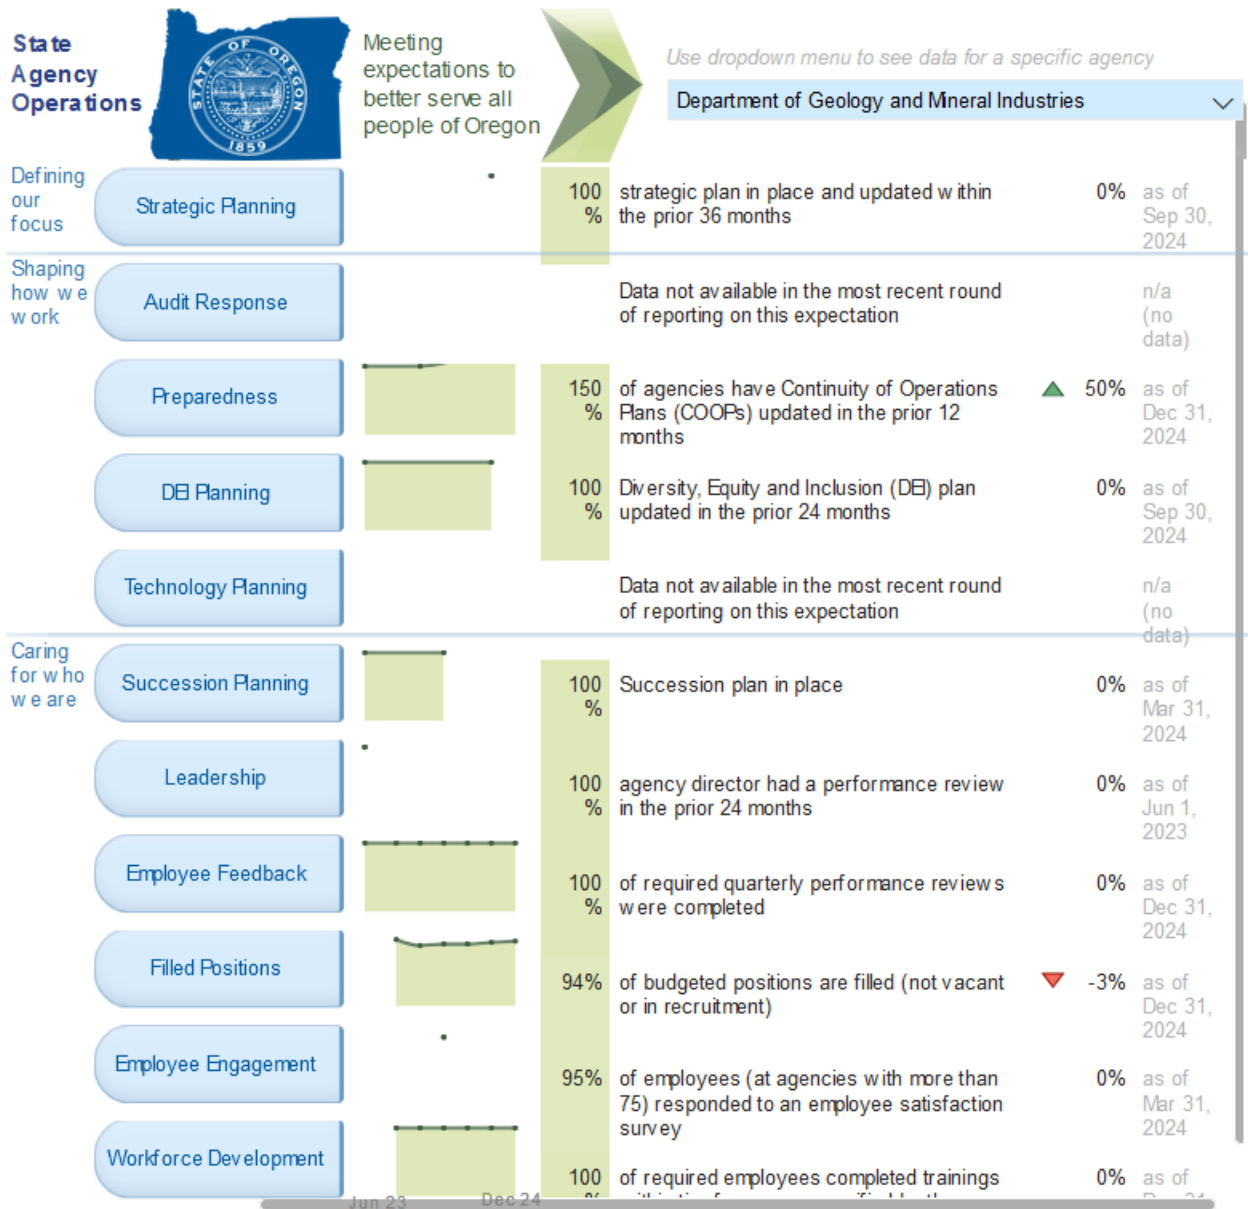 State
Agency
Operations
STATE OF OREGON
1859
Meeting
expectations to
better serve all
people of Oregon
Use dropdown menu to see data for a specific agency
Department of Geology and Mineral Industries
Defining
our
focus
Strategic Planning
100
%
strategic plan in place and updated within
the prior 36 months
0%
as of
Sep 30,
2024
Shaping
how we
work
Audit Response
Data not available in the most recent round
of reporting on this expectation
n/a
(no
data)
Preparedness
150
%
of agencies have Continuity of Operations
Plans (COOPs) updated in the prior 12
months
50%
as of
Dec 31,
2024
DEI Planning
100
%
Diversity, Equity and Inclusion (DEI) plan
updated in the prior 24 months
0%
as of
Sep 30,
2024
Technology Planning
Data not available in the most recent round
of reporting on this expectation
n/a
(no
data)
Caring
for who
we are
Succession Planning
100
%
Succession plan in place
0%
as of
Mar 31,
2024
Leadership
100
%
agency director had a performance review
in the prior 24 months
0%
as of
Jun 1,
2023
Employee Feedback
100
%
of required quarterly performance reviews
were completed
0%
as of
Dec 31,
2024
Filled Positions
94%
of budgeted positions are filled (not vacant
or in recruitment)
-3%
as of
Dec 31,
2024
Employee Engagement
95%
of employees (at agencies with more than
75) responded to an employee satisfaction
survey
0%
as of
Mar 31,
2024
Workforce Development
100
%
of required employees completed trainings
0%
as of
Dec 31
Jun 23
Dec 24